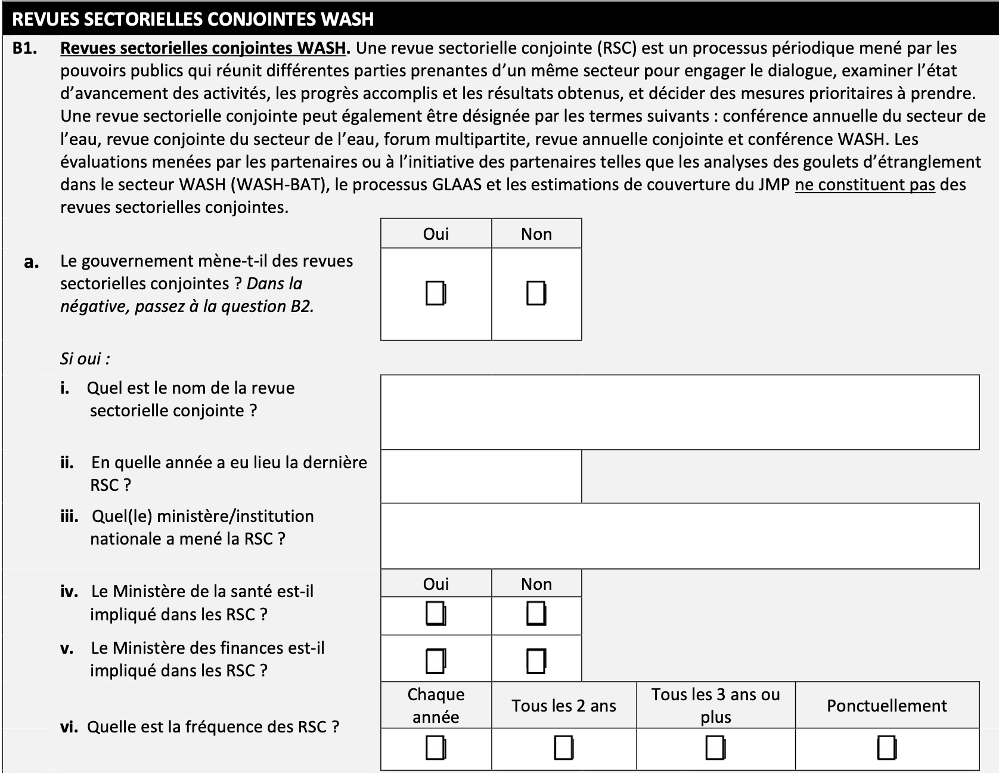 REVUES SECTORIELLES CONJOINTES WASH
B1. Revues sectorielles conjointes WASH. Une revue sectorielle conjointe (RSC) est un processus périodique mené par les
pouvoirs publics qui réunit différentes parties prenantes d’un même secteur pour engager le dialogue, examiner l’état
d’avancement des activités, les progrès accomplis et les résultats obtenus, et décider des mesures prioritaires à prendre.
Une revue sectorielle conjointe peut également être désignée par les termes suivants : conférence annuelle du secteur de
l’eau, revue conjointe du secteur de l’eau, forum multipartite, revue annuelle conjointe et conférence WASH. Les
évaluations menées par les partenaires ou à l’initiative des partenaires telles que les analyses des goulets d’étranglement
dans le secteur WASH (WASH-BAT), le processus GLAAS et les estimations de couverture du JMP ne constituent pas des
revues sectorielles conjointes.
Oui Non
a. Le gouvernement mène-t-il des revues
sectorielles conjointes ? Dans la
négative, passez à la question B2.
Si oui :
i. Quel est le nom de la revue
sectorielle conjointe ?
ii. En quelle année a eu lieu la dernière
RSC ?
iii. Quel(le) ministère/institution
nationale a mené la RSC ?
Oui Non
iv. Le Ministère de la santé est-il
impliqué dans les RSC ?
v. Le Ministère des finances est-il
impliqué dans les RSC ?
vi. Quelle est la fréquence des RSC ?
Chaque
année
Tous les 2 ans
Tous les 3 ans ou
plus
Ponctuellement